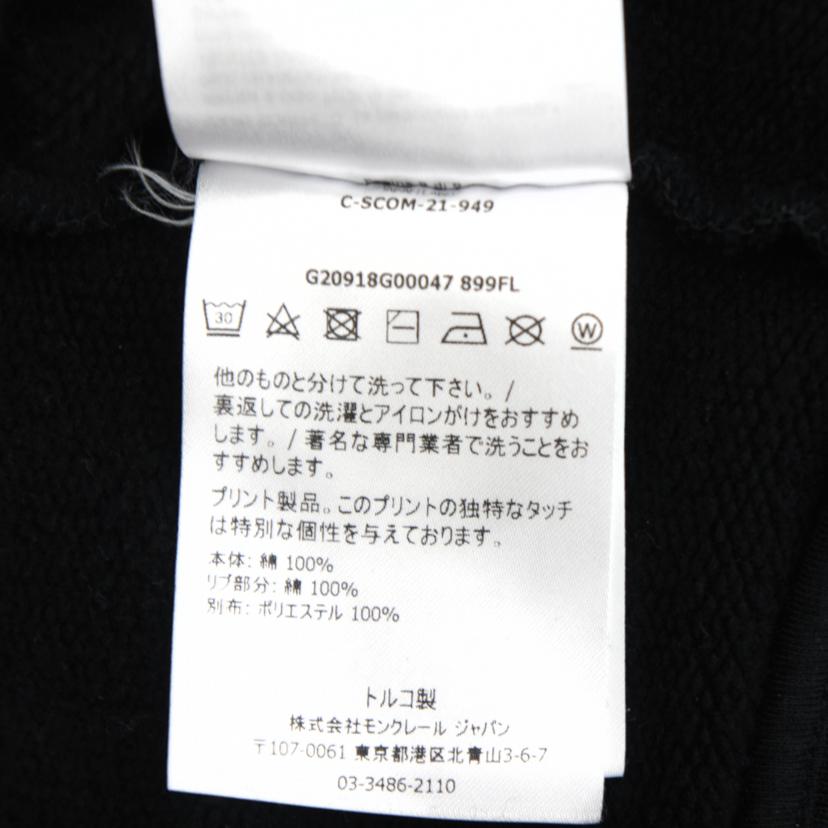 C-SCOM-21-949
G20918G00047 899FL
30
W
他のものと分けて洗って下さい。/
裏返しての洗濯とアイロンがけをおすすめ
します。/ 著名な専門業者で洗うことをお
すすめします。
プリント製品。このプリントの独特なタッチ
は特別な個性を与えております。
本体: 綿 100%
リブ部分: 綿 100%
別布: ポリエステル 100%
トルコ製
株式会社モンクレール ジャパン
〒107-0061 東京都港区北青山3-6-7
03-3486-2110